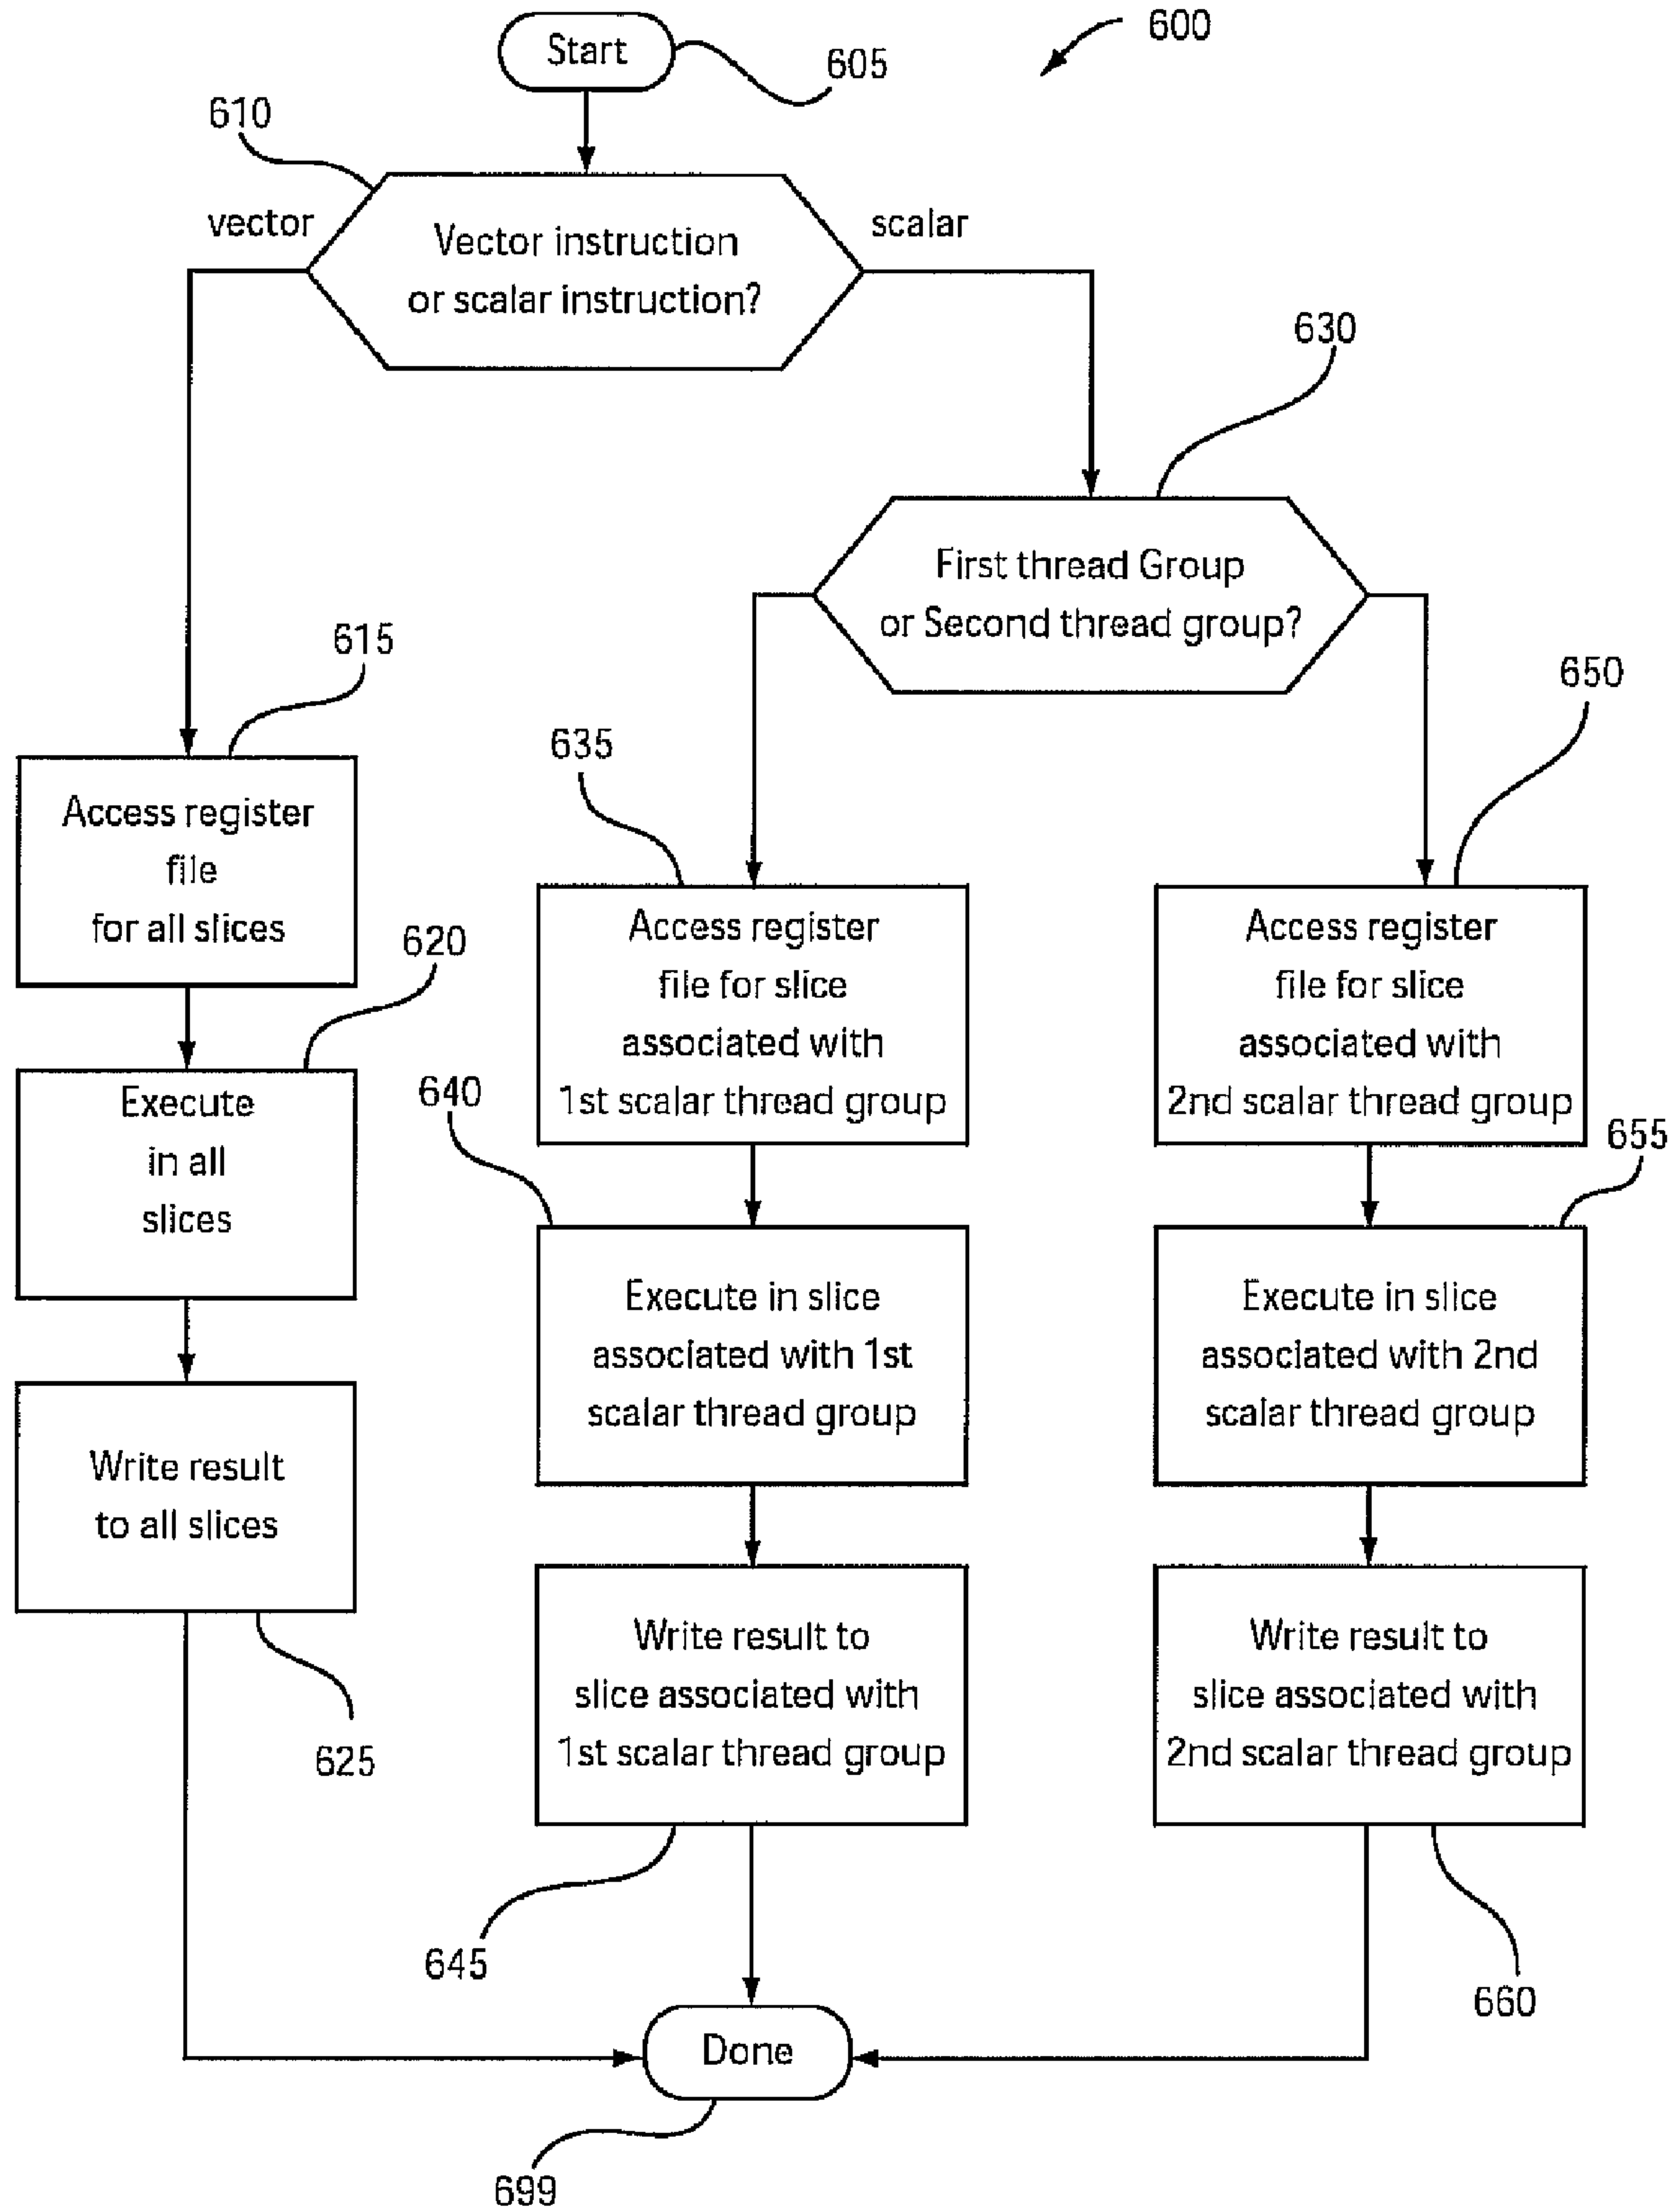 600
Start
605
610
vector
scalar
Vector instruction
or scalar instruction?
630
First thread Group
or Second thread group?
615
650
635
Access register
file
for all slices
620
Access register
file for slice
associated with
1st scalar thread group
Access register
file for slice
associated with
2nd scalar thread group
640
655
Execute
in all
slices
Execute in slice
associated with 1st
scalar thread group
Execute in slice
associated with 2nd
scalar thread group
Write result
to all slices
625
Write result to
slice associated with
1st scalar thread group
Write result to
slice associated with
2nd scalar thread group
645
660
Done
699